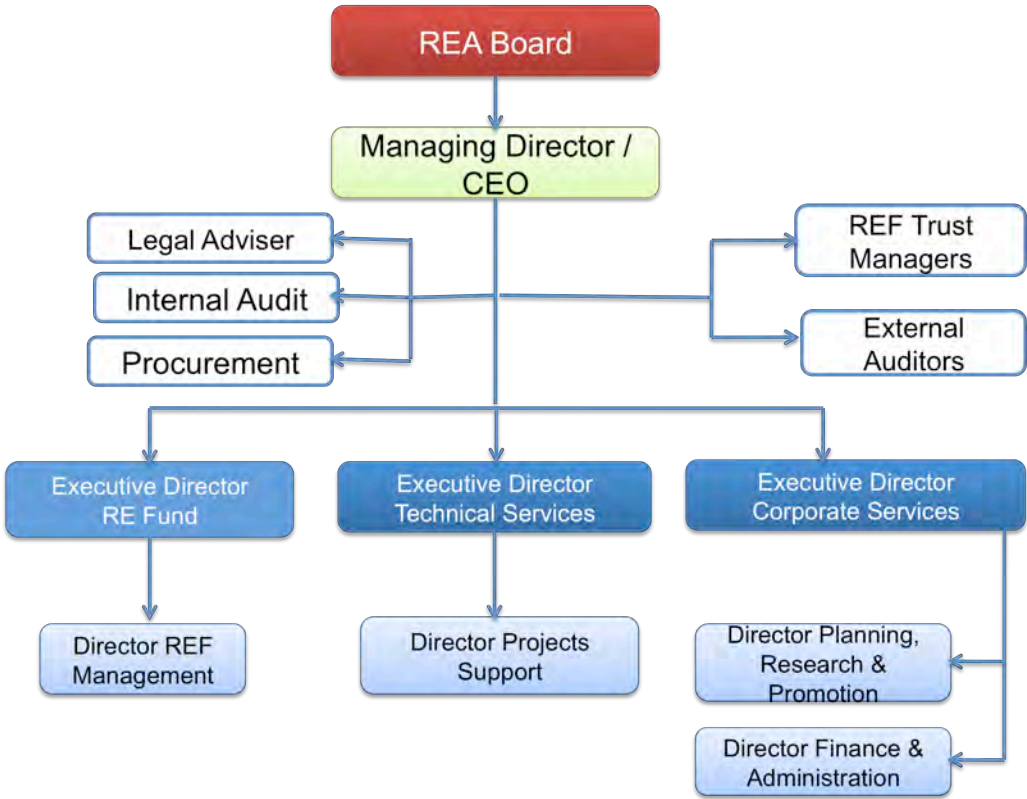 REA Board
Managing Director /
CEO
Legal Adviser
Internal Audit
Procurement
REF Trust
Managers
External
Auditors
Executive Director
RE Fund
Executive Director
Technical Services
Executive Director
Corporate Services
Director REF
Management
Director Projects
Support
Director Planning,
Research &
Promotion
Director Finance &
Administration